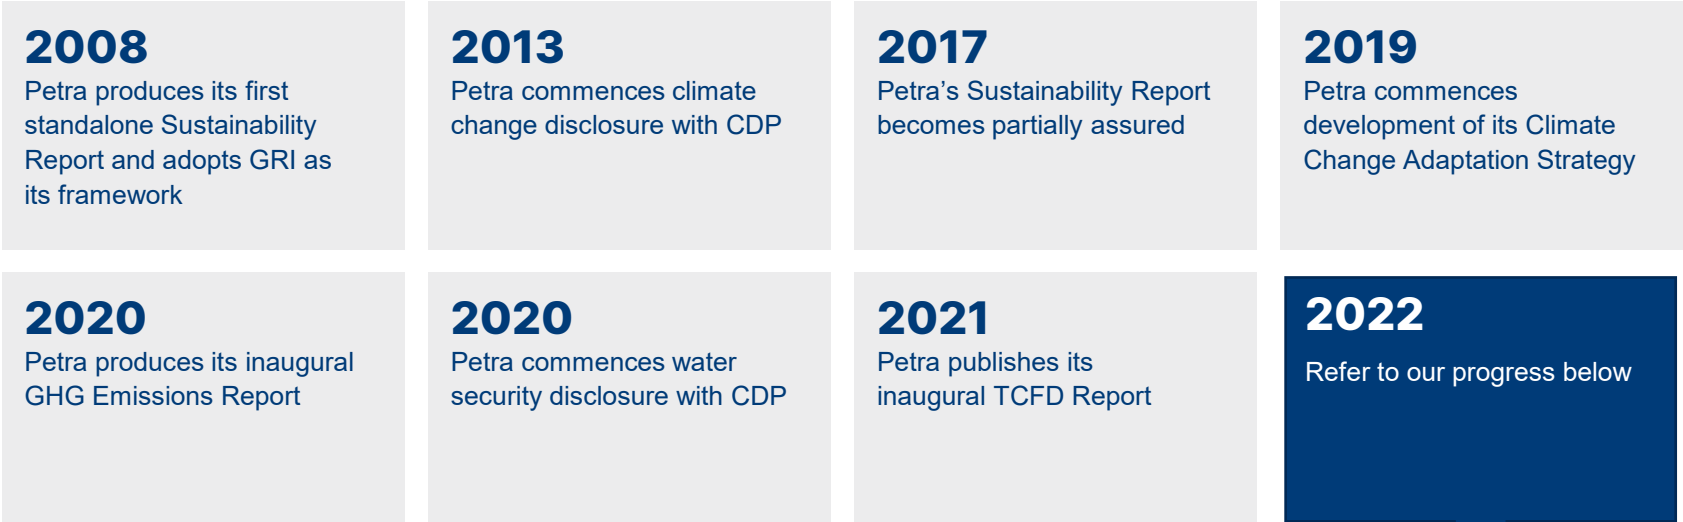 2008
Petra produces its first
standalone Sustainability
Report and adopts GRI as
its framework
2013
Petra commences climate
change disclosure with CDP
2017
Petra’s Sustainability Report
becomes partially assured
2019
Petra commences
development of its Climate
Change Adaptation Strategy
2020
Petra produces its inaugural
GHG Emissions Report
2020
Petra commences water
security disclosure with CDP
2021
Petra publishes its
inaugural TCFD Report
2022
Refer to our progress below